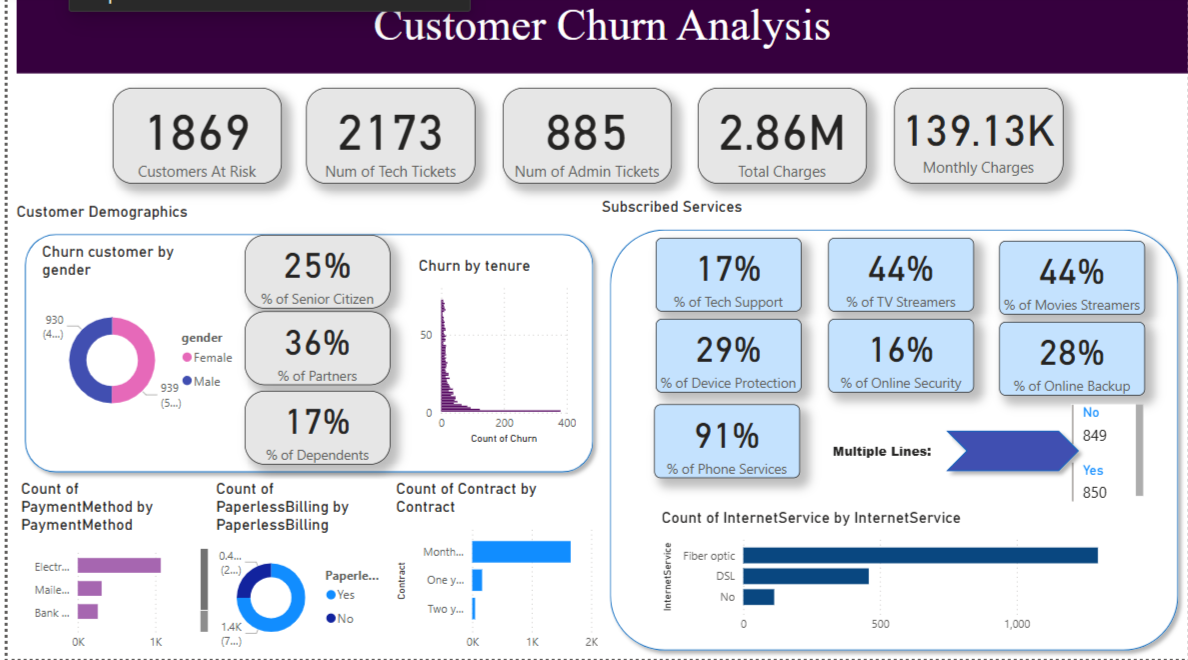 Customer Churn Analysis
1869
Customers At Risk
2173
Num of Tech Tickets
885
Num of Admin Tickets
2.86M
Total Charges
139.13K
Monthly Charges
Customer Demographics
Churn customer by
gender
930
(4...)
939
(5...)
gender
Female
Male
25%
% of Senior Citizen
36%
% of Partners
17%
% of Dependents
Churn by tenure
50
0
0 200 400
Count of Churn
Subscribed Services
17%
% of Tech Support
44%
% of TV Streamers
44%
% of Movies Streamers
29%
% of Device Protection
16%
% of Online Security
28%
% of Online Backup
91%
% of Phone Services
Multiple Lines:
No
849
Yes
850
Count of
PaymentMethod by
PaymentMethod
Electr...
Maile...
Bank ...
0K 1K
Count of
PaperlessBilling by
PaperlessBilling
0.4...
(2...)
1.4K
(7...)
Paperle...
Yes
No
Count of Contract by
Contract
Contract
Month...
One y...
Two y...
0K 1K 2K
Count of InternetService by InternetService
InternetService
Fiber optic
DSL
No
0 500 1,000